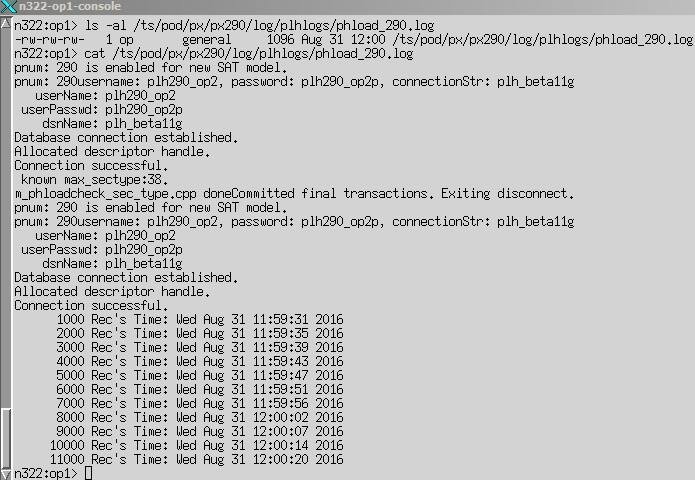 n322-op1-console
n322:op1> ls -al /ts/pod/px/px290/log/plhlogs/phload_290.log
-rw-rw-rw-   1 op       general     1096 Aug 31 12:00 /ts/pod/px/px290/log/plhlogs/phload_290.log
n322:op1> cat /ts/pod/px/px290/log/plhlogs/phload_290.log
pnum: 290 is enabled for new SAT model.
pnum: 290username: plh290_op2, password: plh290_op2p, connectionStr: plh_beta11g
   userName: plh290_op2
 userPasswd: plh290_op2p
    dsnName: plh_beta11g
Database connection established.
Allocated descriptor handle.
Connection successful.
 known max_sectype:38.
m_phloadcheck_sec_type.cpp doneCommitted final transactions. Exiting disconnect.
pnum: 290 is enabled for new SAT model.
pnum: 290username: plh290_op2, password: plh290_op2p, connectionStr: plh_beta11g
   userName: plh290_op2
 userPasswd: plh290_op2p
    dsnName: plh_beta11g
Database connection established.
Allocated descriptor handle.
Connection successful.
      1000 Rec's Time: Wed Aug 31 11:59:31 2016
      2000 Rec's Time: Wed Aug 31 11:59:35 2016
      3000 Rec's Time: Wed Aug 31 11:59:39 2016
      4000 Rec's Time: Wed Aug 31 11:59:43 2016
      5000 Rec's Time: Wed Aug 31 11:59:47 2016
      6000 Rec's Time: Wed Aug 31 11:59:51 2016
      7000 Rec's Time: Wed Aug 31 11:59:56 2016
      8000 Rec's Time: Wed Aug 31 12:00:02 2016
      9000 Rec's Time: Wed Aug 31 12:00:07 2016
     10000 Rec's Time: Wed Aug 31 12:00:14 2016
     11000 Rec's Time: Wed Aug 31 12:00:20 2016
n322:op1>